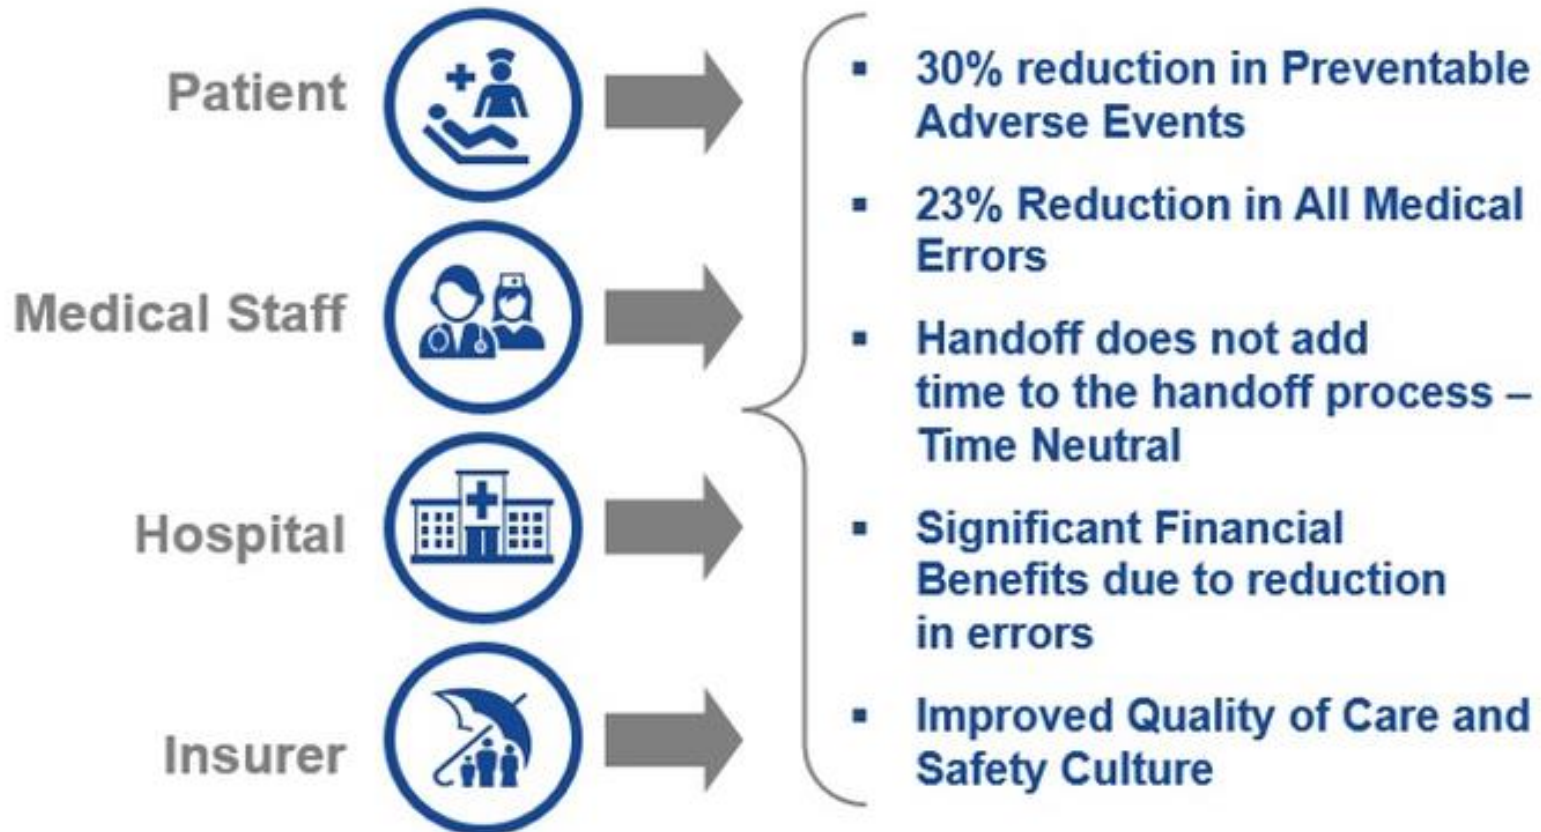 Patient
Medical Staff
Hospital
Insurer
▪ 30% reduction in Preventable
Adverse Events
▪ 23% Reduction in All Medical
Errors
▪ Handoff does not add
time to the handoff process –
Time Neutral
▪ Significant Financial
Benefits due to reduction
in errors
▪ Improved Quality of Care and
Safety Culture